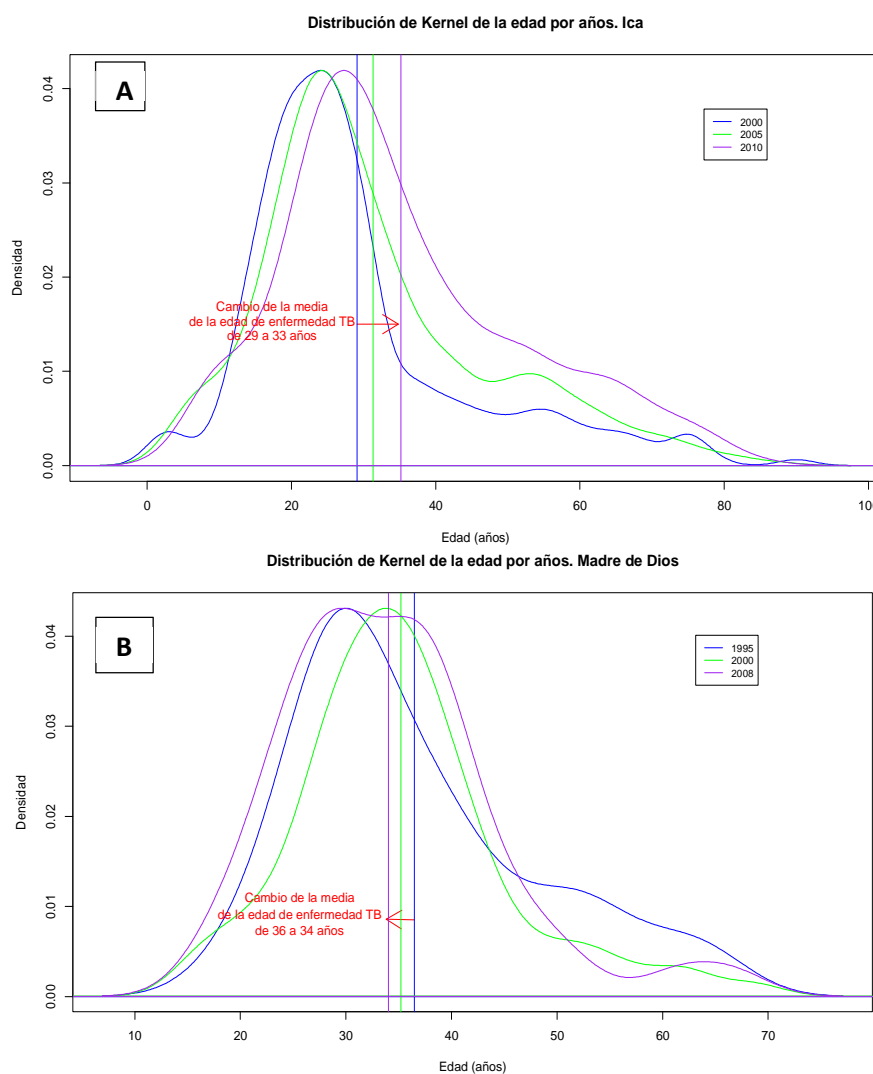 Distribución de Kernel de la edad por años. Ica
A
2000
2005
2010
Densidad
0.04
0.03
0.02
0.01
0.00
Cambio de la media
de la edad de enfermedad TB
de 29 a 33 años
0 20 40 60 80 100
Edad (años)
Distribución de Kernel de la edad por años. Madre de Dios
B
1995
2000
2008
Densidad
0.04
0.03
0.02
0.01
0.00
Cambio de la media
de la edad de enfermedad TB
de 36 a 34 años
10 20 30 40 50 60 70
Edad (años)